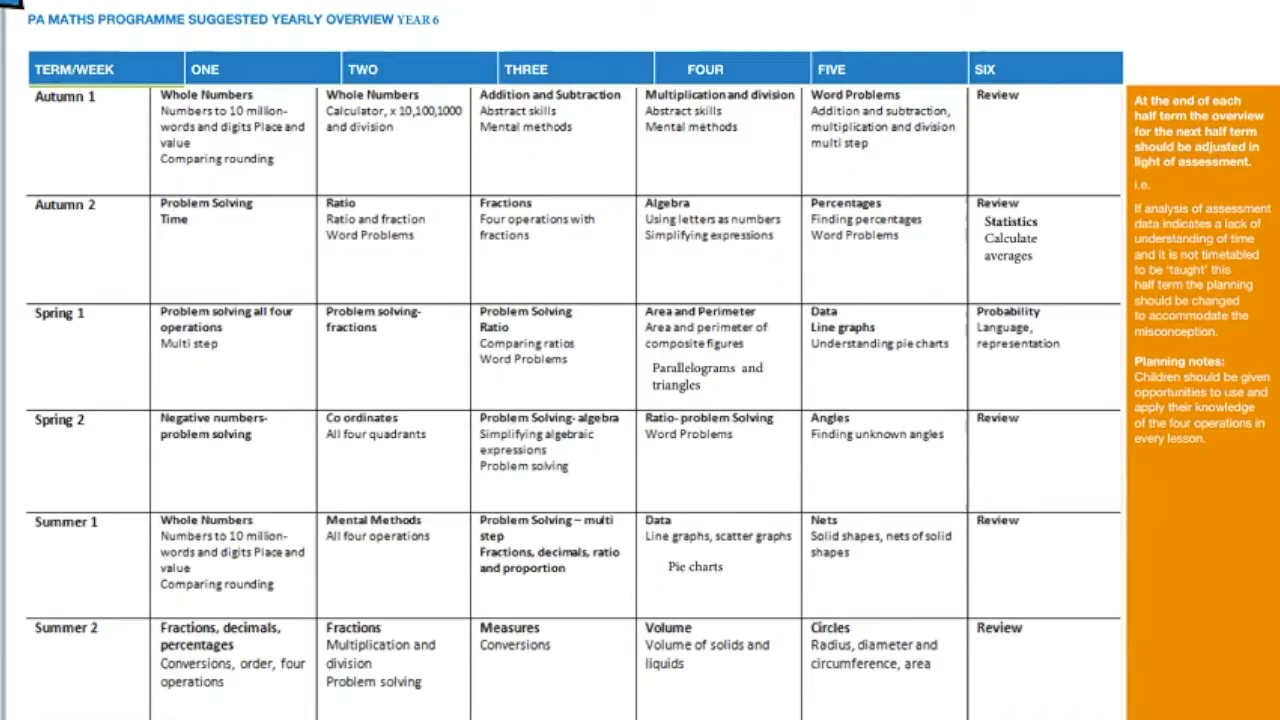 PA MATHS PROGRAMME SUGGESTED YEARLY OVERVIEW YEAR 6
TERM/WEEK
ONE
TWO
THREE
FOUR
FIVE
SIX
Autumn 1
Whole Numbers
Numbers to 10 million-
words and digits Place and
value
Comparing rounding
Whole Numbers
Calculator, x 10,100,1000
and division
Addition and Subtraction
Abstract skills
Mental methods
Multiplication and division
Abstract skills
Mental methods
Word Problems
Addition and subtraction,
multiplication and division
multi step
Review
Autumn 2
Problem Solving
Time
Ratio
Ratio and fraction
Word Problems
Fractions
Four operations with
fractions
Algebra
Using letters as numbers
Simplifying expressions
Percentages
Finding percentages
Word Problems
Review
Statistics
Calculate
averages
Spring 1
Problem solving all four
operations
Multi step
Problem solving-
fractions
Problem Solving
Ratio
Comparing ratios
Word Problems
Area and Perimeter
Area and perimeter of
composite figures
Parallelograms and
triangles
Data
Line graphs
Understanding pie charts
Probability
Language,
representation
Spring 2
Negative numbers-
problem solving
Co ordinates
All four quadrants
Problem Solving- algebra
Simplifying algebraic
expressions
Problem solving
Ratio- problem Solving
Word Problems
Angles
Finding unknown angles
Review
Summer 1
Whole Numbers
Numbers to 10 million-
words and digits Place and
value
Comparing rounding
Mental Methods
All four operations
Problem Solving – multi
step
Fractions, decimals, ratio
and proportion
Data
Line graphs, scatter graphs
Pie charts
Nets
Solid shapes, nets of solid
shapes
Review
Summer 2
Fractions, decimals,
percentages
Conversions, order, four
operations
Fractions
Multiplication and
division
Problem solving
Measures
Conversions
Volume
Volume of solids and
liquids
Circles
Radius, diameter and
circumference, area
Review
At the end of each
half term the overview
for the next half term
should be adjusted in
light of assessment.
i.e.
If analysis of assessment
data indicates a lack of
understanding of time
and it is not timetabled
to be 'taught' this
half term the planning
should be changed
to accommodate the
misconception.
Planning notes:
Children should be given
opportunities to use and
apply their knowledge
of the four operations in
every lesson.